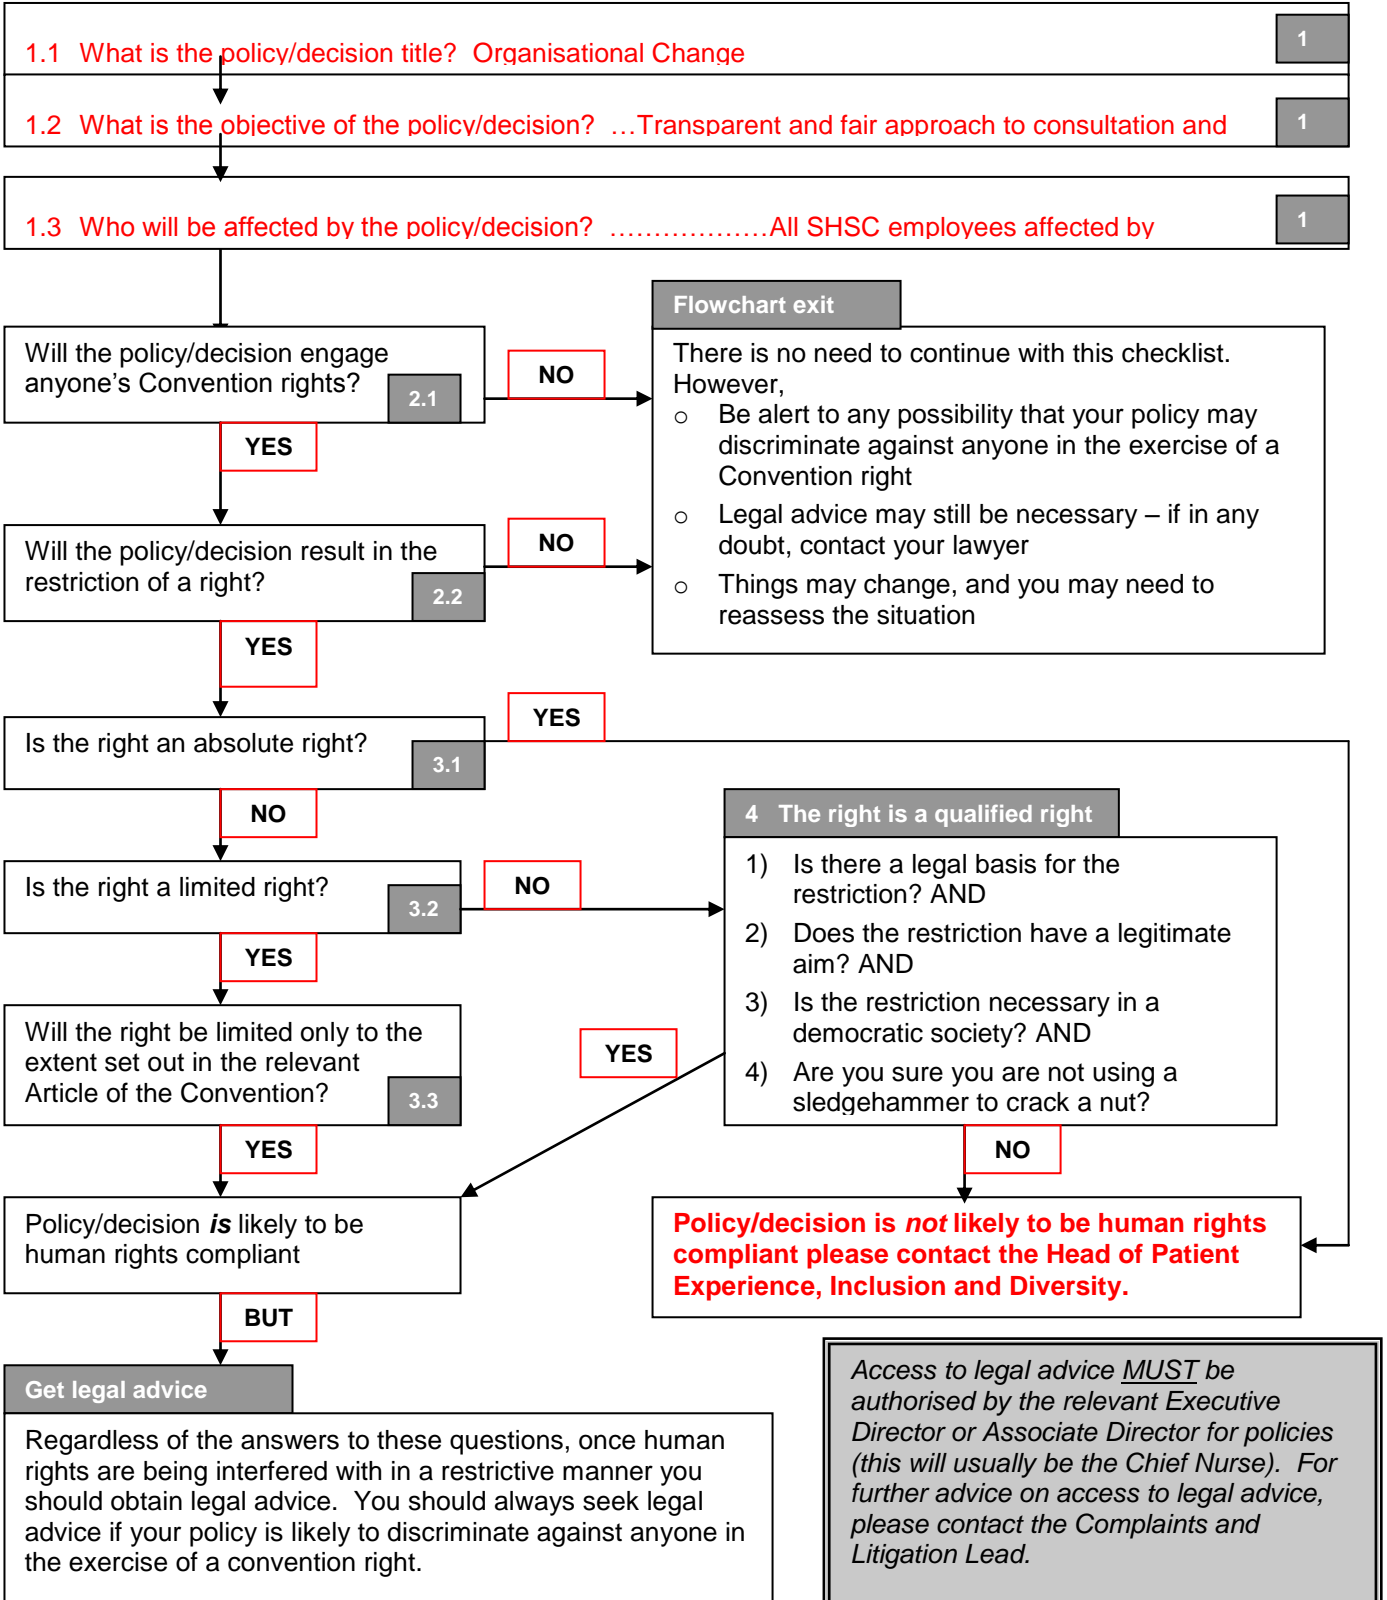 1.1 What is the policy/decision title? Organisational Change
1
1.2 What is the objective of the policy/decision? …Transparent and fair approach to consultation and
1
1.3 Who will be affected by the policy/decision? ………………All SHSC employees affected by
1
Flowchart exit
Will the policy/decision engage
anyone’s Convention rights?
2.1
NO
There is no need to continue with this checklist.
However,
o Be alert to any possibility that your policy may
discriminate against anyone in the exercise of a
Convention right
o Legal advice may still be necessary – if in any
doubt, contact your lawyer
o Things may change, and you may need to
reassess the situation
YES
Will the policy/decision result in the
restriction of a right?
2.2
NO
YES
Is the right an absolute right?
3.1
YES
NO
Is the right a limited right?
3.2
NO
4 The right is a qualified right
1) Is there a legal basis for the
restriction? AND
2) Does the restriction have a legitimate
aim? AND
3) Is the restriction necessary in a
democratic society? AND
4) Are you sure you are not using a
sledgehammer to crack a nut?
YES
Will the right be limited only to the
extent set out in the relevant
Article of the Convention?
3.3
YES
YES
NO
Policy/decision is likely to be
human rights compliant
Policy/decision is not likely to be human rights
compliant please contact the Head of Patient
Experience, Inclusion and Diversity.
BUT
Get legal advice
Regardless of the answers to these questions, once human
rights are being interfered with in a restrictive manner you
should obtain legal advice. You should always seek legal
advice if your policy is likely to discriminate against anyone in
the exercise of a convention right.
Access to legal advice MUST be
authorised by the relevant Executive
Director or Associate Director for policies
(this will usually be the Chief Nurse). For
further advice on access to legal advice,
please contact the Complaints and
Litigation Lead.